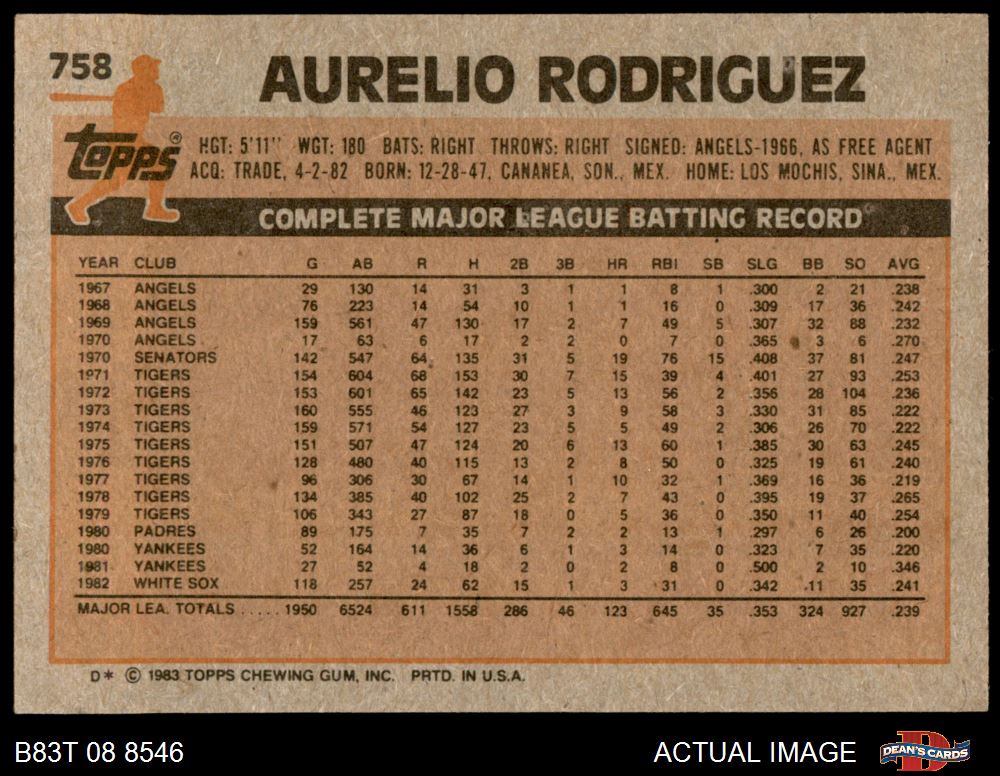 758
AURELIO RODRIGUEZ
Topps®
HGT: 5'11" WGT: 180 BATS: RIGHT THROWS: RIGHT SIGNED: ANGELS-1966, AS FREE AGENT
ACQ: TRADE, 4-2-82 BORN: 12-28-47, CANANEA, SON., MEX. HOME: LOS MOCHIS, SINA., MEX.
COMPLETE MAJOR LEAGUE BATTING RECORD
YEAR CLUB G AB R H 2B 3B HR RBI SB SLG BB SO AVG
1967 ANGELS 29 130 14 31 3 1 1 8 1 .300 2 21 .238
1968 ANGELS 76 223 14 54 10 1 1 16 0 .309 17 36 .242
1969 ANGELS 159 561 47 130 17 2 7 49 5 .307 32 88 .232
1970 ANGELS 17 63 6 17 2 2 0 7 0 .365 3 6 .270
1970 SENATORS 142 547 64 135 31 5 19 76 15 .408 37 81 .247
1971 TIGERS 154 604 68 153 30 7 15 39 4 .401 27 93 .253
1972 TIGERS 153 601 65 142 23 5 13 56 2 .356 28 104 .236
1973 TIGERS 160 555 46 123 27 3 9 58 3 .330 31 85 .222
1974 TIGERS 159 571 54 127 23 5 5 49 2 .306 26 70 .222
1975 TIGERS 151 507 47 124 20 6 13 60 1 .385 30 63 .245
1976 TIGERS 128 480 40 115 13 2 8 50 0 .325 19 61 .240
1977 TIGERS 96 306 30 67 14 1 10 32 1 .369 16 36 .219
1978 TIGERS 134 385 40 102 25 2 7 43 0 .395 19 37 .265
1979 TIGERS 106 343 27 87 18 0 5 36 0 .350 11 40 .254
1980 PADRES 89 175 7 35 7 2 2 13 1 .297 6 26 .200
1980 YANKEES 52 164 14 36 6 1 3 14 0 .323 7 35 .220
1981 YANKEES 27 52 4 18 2 0 2 8 0 .500 2 10 .346
1982 WHITE SOX 118 257 24 62 15 1 3 31 0 .342 11 35 .241
MAJOR LEA. TOTALS ..... 1950 6524 611 1558 286 46 123 645 35 .353 324 927 .239
D* © 1983 TOPPS CHEWING GUM, INC. PRTD. IN U.S.A.
B83T 08 8546 ACTUAL IMAGE D DEAN'S CARDS